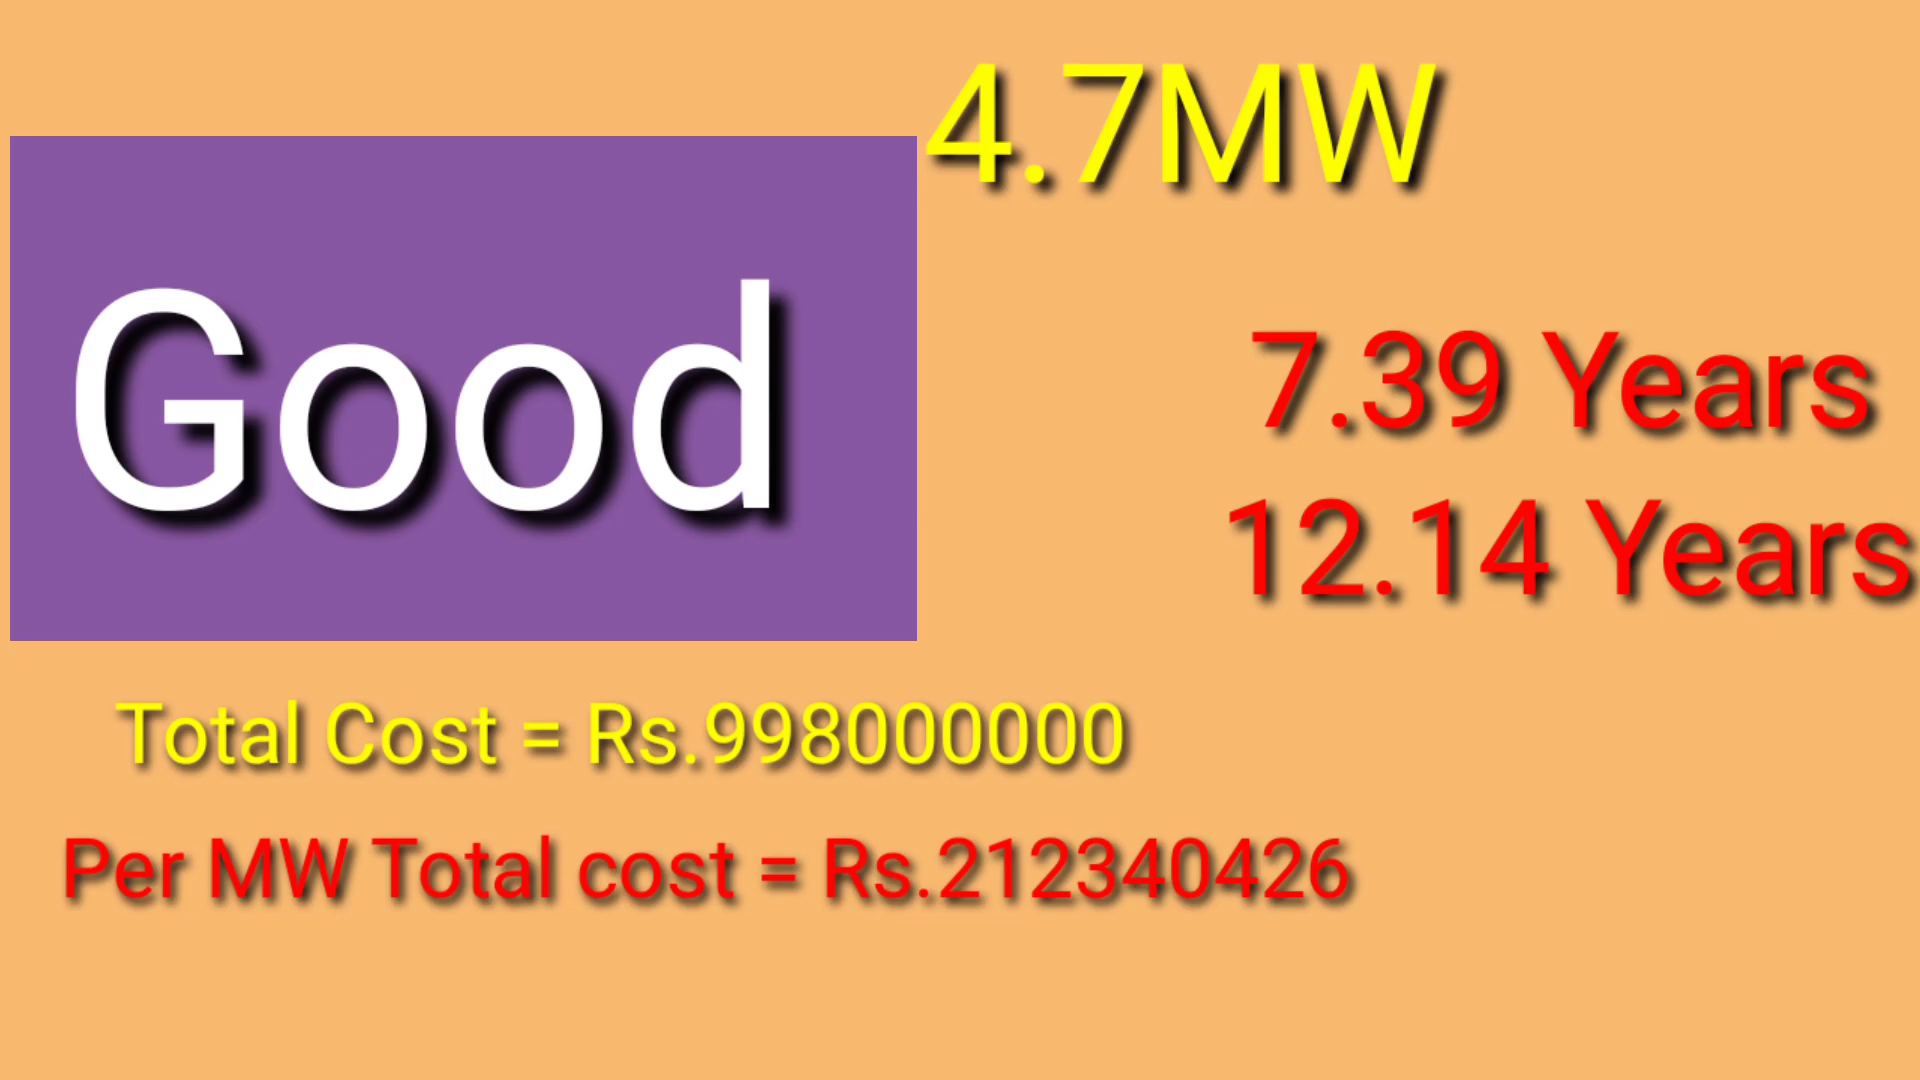 4.7MW
Good
7.39 Years
12.14 Years
Total Cost = Rs.998000000
Per MW Total cost = Rs.212340426